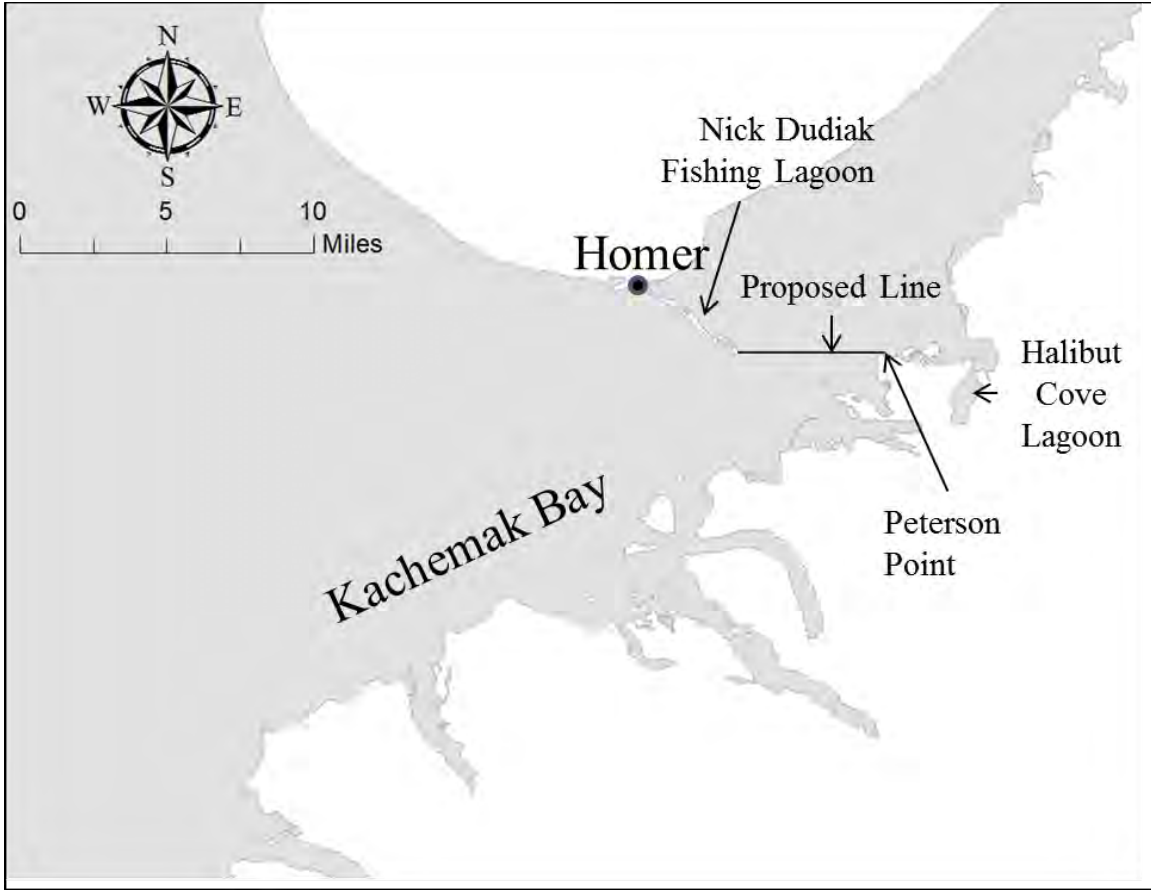 N
W E
S
0 5 10
Miles
Nick Dudiak
Fishing Lagoon
Homer
Proposed Line
Halibut
Cove
Lagoon
Kachemak Bay
Peterson
Point